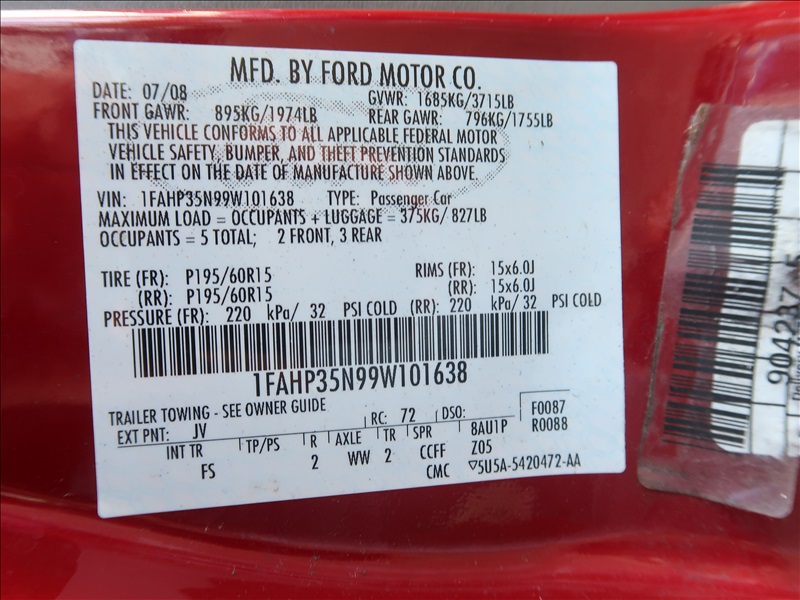 MFD. BY FORD MOTOR CO.
DATE: 07/08 GVWR: 1685KG/3715LB
FRONT GAWR: 895KG/1974LB REAR GAWR: 796KG/1755LB
THIS VEHICLE CONFORMS TO ALL APPLICABLE FEDERAL MOTOR
VEHICLE SAFETY, BUMPER, AND THEFT PREVENTION STANDARDS
IN EFFECT ON THE DATE OF MANUFACTURE SHOWN ABOVE.
VIN: 1FAHP35N99W101638 TYPE: Passenger Car
MAXIMUM LOAD = OCCUPANTS + LUGGAGE = 375KG/ 827LB
OCCUPANTS = 5 TOTAL; 2 FRONT, 3 REAR
TIRE (FR): P195/60R15 RIMS (FR): 15x6.0J
(RR): P195/60R15 (RR): 15x6.0J
PRESSURE (FR): 220 kPa/ 32 PSI COLD (RR): 220 kPa/ 32 PSI COLD
1FAHP35N99W101638
TRAILER TOWING - SEE OWNER GUIDE
EXT PNT: JV RC: 72 DSO: F0087
R0088
INT TR TP/PS R AXLE TR SPR 8AU1P
FS 2 WW 2 CCFF Z05
CMC ▽5U5A-5420472-AA